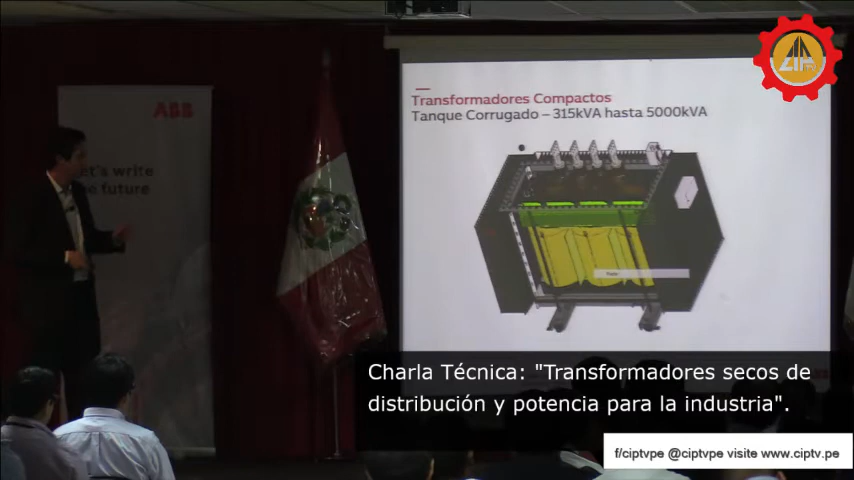 ABB
let's write
the future
Transformadores Compactos
Tanque Corrugado – 315kVA hasta 5000kVA
CIP
Charla Técnica: "Transformadores secos de
distribución y potencia para la industria".
f/ciptvpe @ciptvpe visite www.ciptv.pe